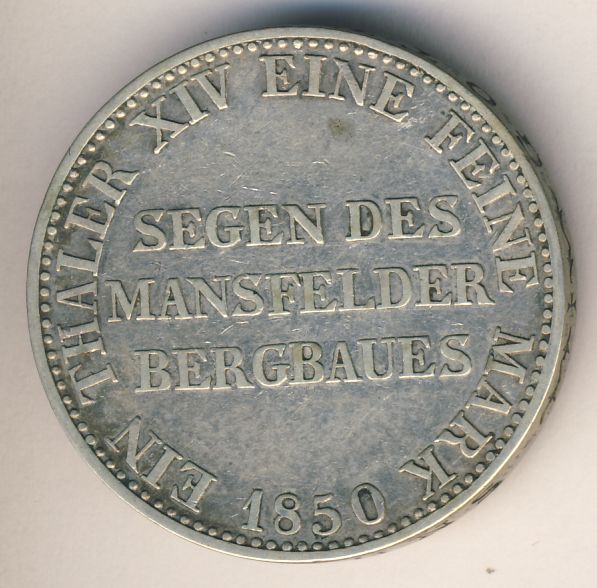 EIN THALER XIV EINE FEINE MARK
SEGEN DES
MANSFELDER
BERGBAUES
1850